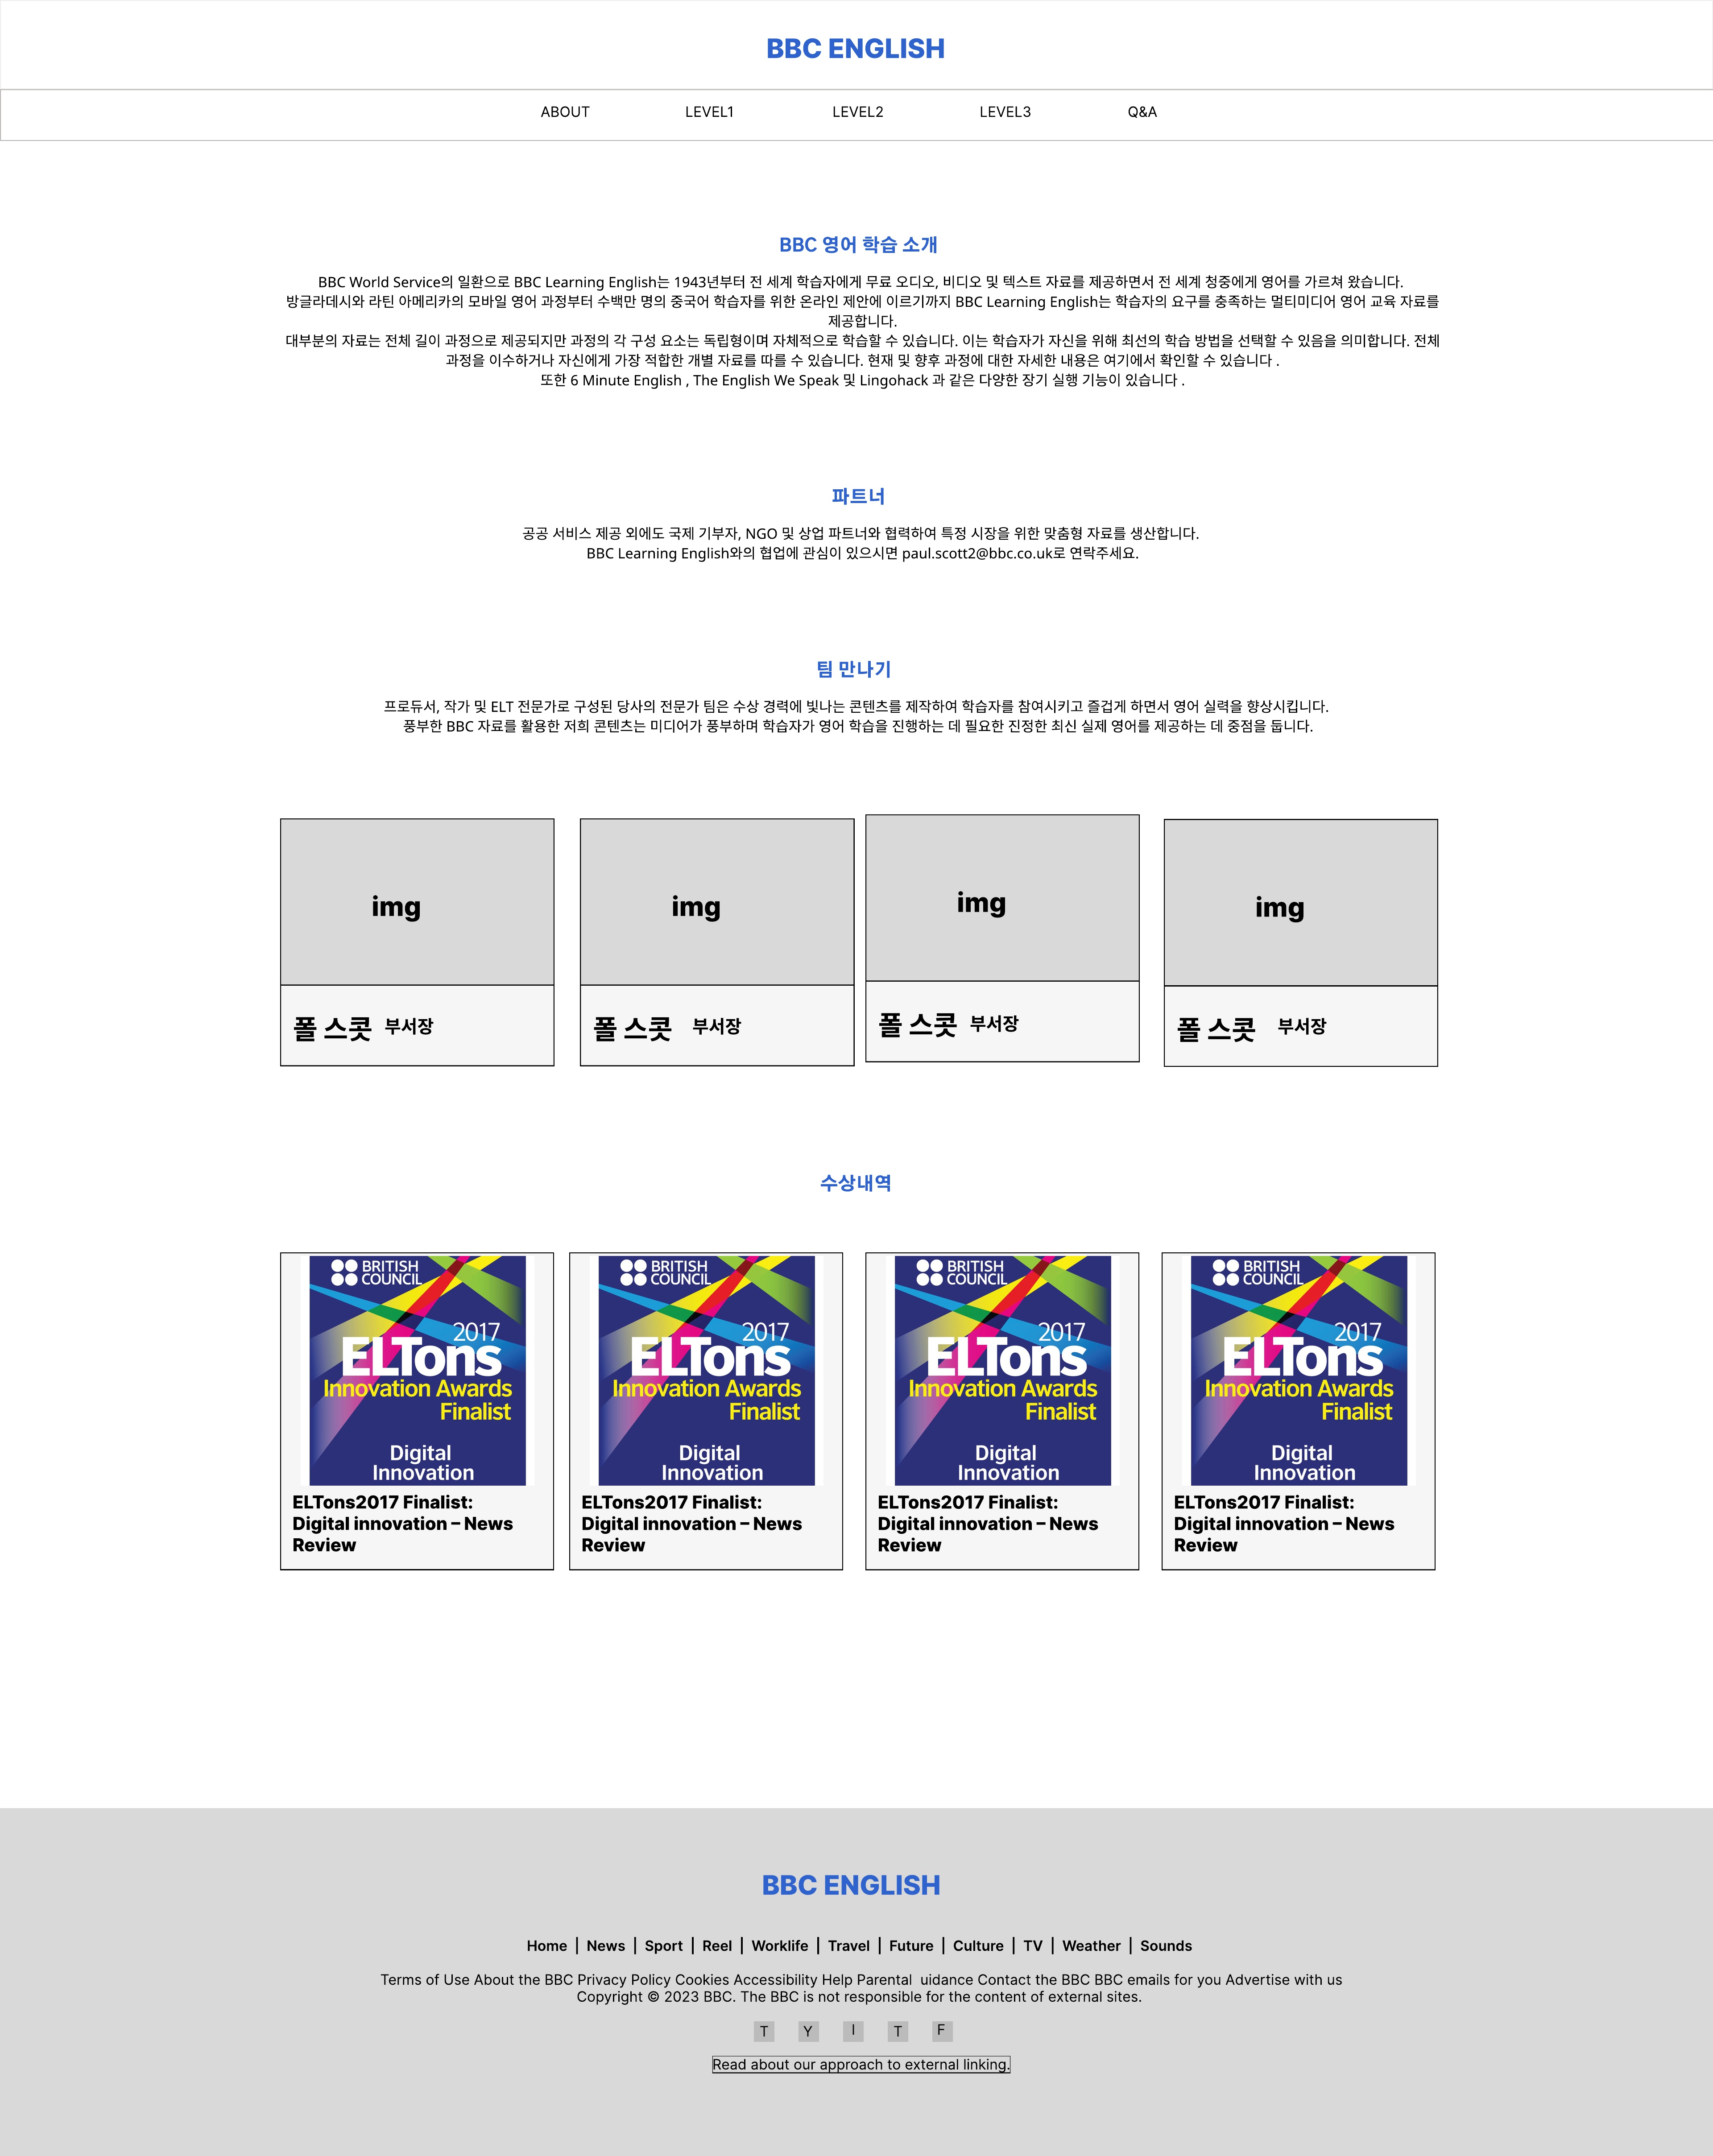 BBC ENGLISH
ABOUT LEVEL1 LEVEL2 LEVEL3 Q&A
BBC 영어 학습 소개
BBC World Service의 일환으로 BBC Learning English는 1943년부터 전 세계 학습자에게 무료 오디오, 비디오 및 텍스트 자료를 제공하면서 전 세계 청중에게 영어를 가르쳐 왔습니다.
방글라데시와 라틴 아메리카의 모바일 영어 과정부터 수백만 명의 중국어 학습자를 위한 온라인 제안에 이르기까지 BBC Learning English는 학습자의 요구를 충족하는 멀티미디어 영어 교육 자료를
제공합니다.
대부분의 자료는 전체 길이 과정으로 제공되지만 과정의 각 구성 요소는 독립형이며 자체적으로 학습할 수 있습니다. 이는 학습자가 자신을 위해 최선의 학습 방법을 선택할 수 있음을 의미합니다. 전체
과정을 이수하거나 자신에게 가장 적합한 개별 자료를 따를 수 있습니다. 현재 및 향후 과정에 대한 자세한 내용은 여기에서 확인할 수 있습니다 .
또한 6 Minute English , The English We Speak 및 Lingohack 과 같은 다양한 장기 실행 기능이 있습니다 .
파트너
공공 서비스 제공 외에도 국제 기부자, NGO 및 상업 파트너와 협력하여 특정 시장을 위한 맞춤형 자료를 생산합니다.
BBC Learning English와의 협업에 관심이 있으시면 paul.scott2@bbc.co.uk로 연락주세요.
팀 만나기
프로듀서, 작가 및 ELT 전문가로 구성된 당사의 전문가 팀은 수상 경력에 빛나는 콘텐츠를 제작하여 학습자를 참여시키고 즐겁게 하면서 영어 실력을 향상시킵니다.
풍부한 BBC 자료를 활용한 저희 콘텐츠는 미디어가 풍부하며 학습자가 영어 학습을 진행하는 데 필요한 진정한 최신 실제 영어를 제공하는 데 중점을 둡니다.
img
폴 스콧 부서장
img
폴 스콧 부서장
img
폴 스콧 부서장
img
폴 스콧 부서장
수상내역
BRITISH
COUNCIL
2017
ELTons
Innovation Awards
Finalist
Digital
Innovation
ELTons2017 Finalist:
Digital innovation – News
Review
BRITISH
COUNCIL
2017
ELTons
Innovation Awards
Finalist
Digital
Innovation
ELTons2017 Finalist:
Digital innovation – News
Review
BRITISH
COUNCIL
2017
ELTons
Innovation Awards
Finalist
Digital
Innovation
ELTons2017 Finalist:
Digital innovation – News
Review
BRITISH
COUNCIL
2017
ELTons
Innovation Awards
Finalist
Digital
Innovation
ELTons2017 Finalist:
Digital innovation – News
Review
BBC ENGLISH
Home | News | Sport | Reel | Worklife | Travel | Future | Culture | TV | Weather | Sounds
Terms of Use About the BBC Privacy Policy Cookies Accessibility Help Parental  uidance Contact the BBC BBC emails for you Advertise with us
Copyright © 2023 BBC. The BBC is not responsible for the content of external sites.
T Y I T F
Read about our approach to external linking.